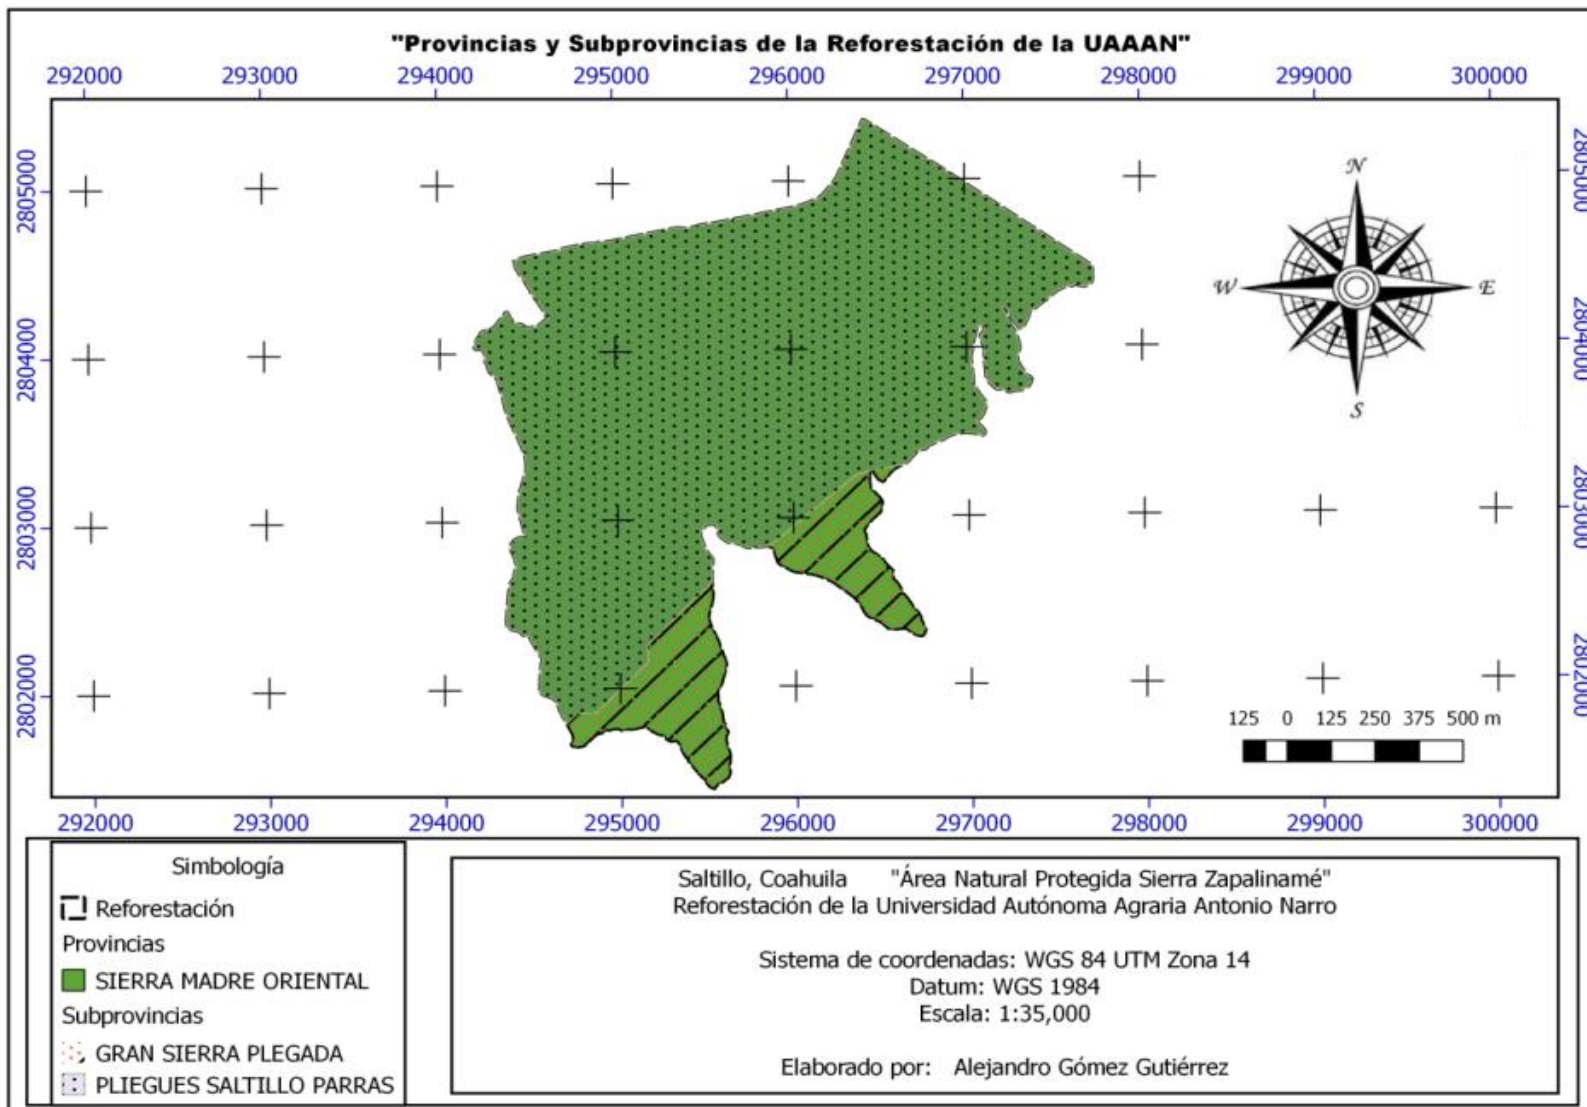 "Provincias y Subprovincias de la Reforestación de la UAAAN"
292000 293000 294000 295000 296000 297000 298000 299000 300000
2805000
2804000
2803000
2802000
2805000
2804000
2803000
2802000
N
W E
S
125 0 125 250 375 500 m
292000 293000 294000 295000 296000 297000 298000 299000 300000
Simbología
Reforestación
Provincias
SIERRA MADRE ORIENTAL
Subprovincias
GRAN SIERRA PLEGADA
PLIEGUES SALTILLO PARRAS
Saltillo, Coahuila "Área Natural Protegida Sierra Zapalinamé"
Reforestación de la Universidad Autónoma Agraria Antonio Narro
Sistema de coordenadas: WGS 84 UTM Zona 14
Datum: WGS 1984
Escala: 1:35,000
Elaborado por: Alejandro Gómez Gutiérrez